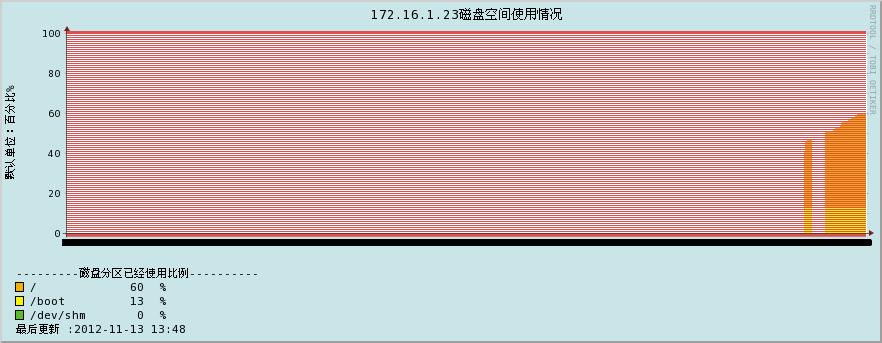 172.16.1.23磁盘空间使用情况
RRDTOOL / TOBI OETIKER
默认单位：百分比%
100
80
60
40
20
0
---------磁盘分区已经使用比例----------
/ 60 %
/boot 13 %
/dev/shm 0 %
最后更新 :2012-11-13 13:48